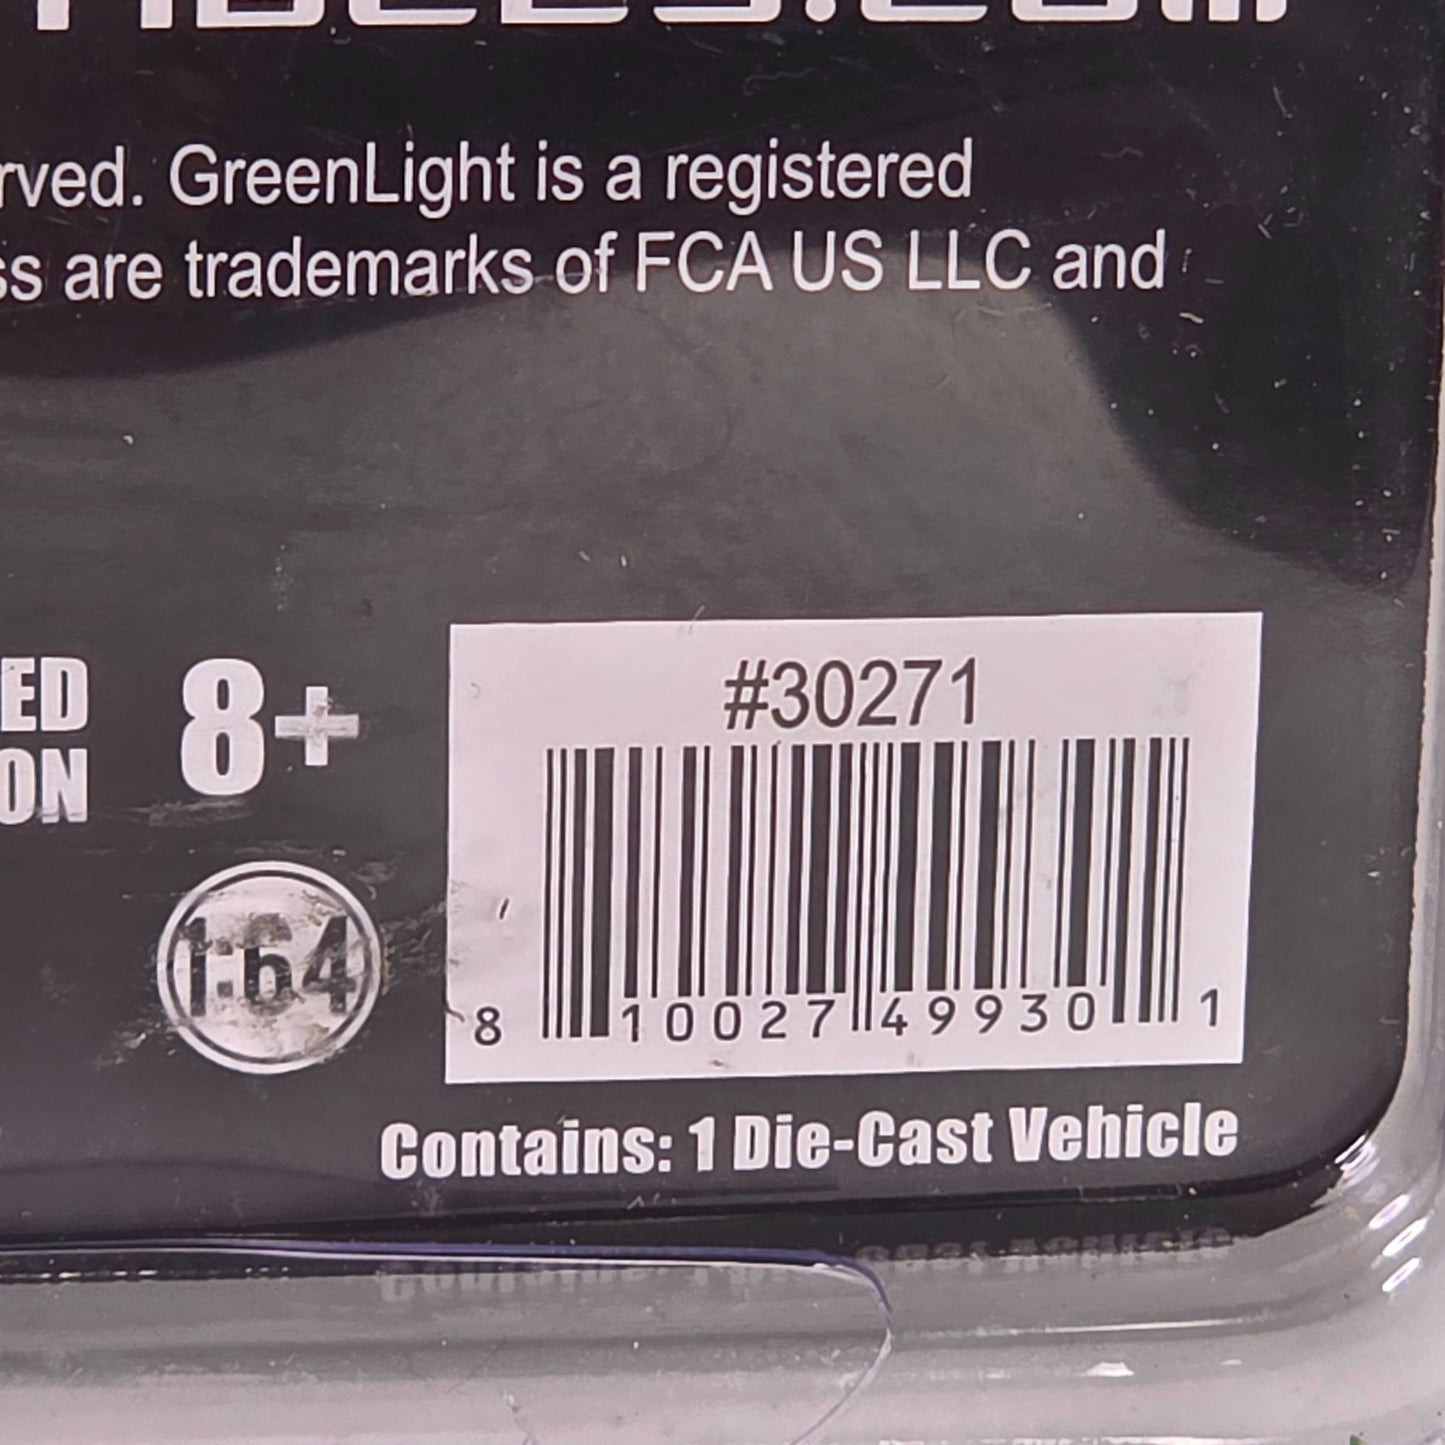 rved. GreenLight is a registered
ss are trademarks of FCA US LLC and
ED
ON
8+
1:64
#30271
8 10027 49930 1
Contains: 1 Die-Cast Vehicle